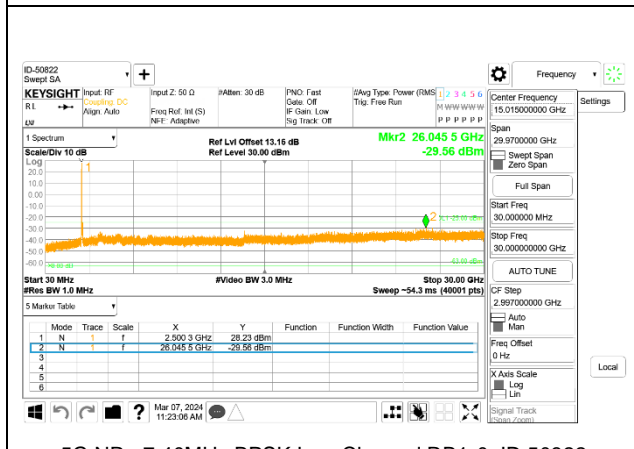 ID-50822
Swept SA
Frequency
Settings
KEYSIGHT
Input: RF
Coupling: DC
Align: Auto
Input Z: 50 Ω
Freq Ref: Int (S)
NFE: Adaptive
#Atten: 30 dB
PNO: Fast
Gate: Off
IF Gain: Low
Sig Track: Off
#Avg Type: Power (RMS
Trig: Free Run
1 2 3 4 5 6
M W W W W W
P P P P P P
R L
1 Spectrum
Scale/Div 10 dB
Ref Lvl Offset 13.16 dB
Ref Level 30.00 dBm
Mkr2 26.045 5 GHz
-29.56 dBm
Log
20.0
10.0
0.00
-10.0
-20.0
-30.0
-40.0
-50.0
-60.0
1
2
Start 30 MHz
#Res BW 1.0 MHz
#Video BW 3.0 MHz
Stop 30.00 GHz
Sweep ~54.3 ms (40001 pts)
5 Marker Table
Mode Trace Scale X Y Function Function Width Function Value
1 N 1 f 2.500 3 GHz 28.23 dBm
2 N 1 f 26.045 5 GHz -29.56 dBm
3
4
5
6
Mar 07, 2024
11:23:06 AM
Center Frequency
15.015000000 GHz
Span
29.9700000 GHz
Swept Span
Zero Span
Full Span
Start Freq
30.000000 MHz
Stop Freq
30.00000000 GHz
AUTO TUNE
CF Step
2.997000000 GHz
Auto
Man
Freq Offset
0 Hz
X Axis Scale
Log
Lin
Signal Track
(Span Zoom)
Local